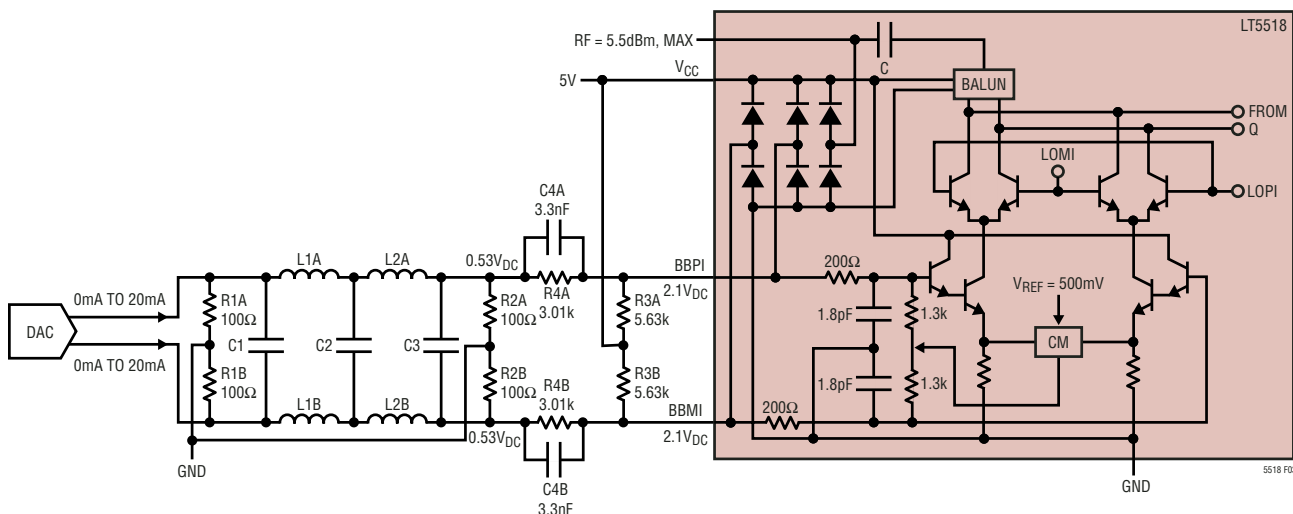 LT5518
RF = 5.5dBm, MAX
C
V_CC
5V
BALUN
FROM
Q
LOMI
LOPI
C4A
3.3nF
L1A
L2A
0.53V_DC
BBPI
200Ω
0mA TO 20mA
R1A
100Ω
R2A
100Ω
R4A
3.01k
2.1V_DC
R3A
5.63k
V_REF = 500mV
DAC
C1
C2
C3
1.8pF
1.3k
CM
0mA TO 20mA
R1B
100Ω
R2B
100Ω
R4B
3.01k
R3B
5.63k
1.8pF
1.3k
L1B
L2B
BBMI
200Ω
0.53V_DC
2.1V_DC
GND
C4B
3.3nF
GND